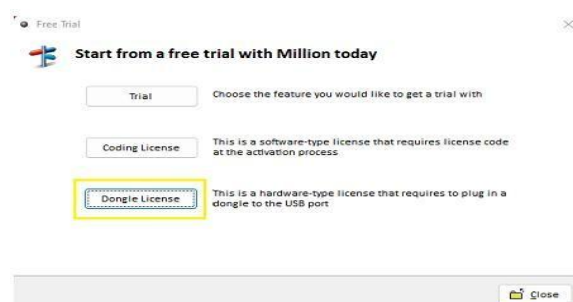 Free Trial
Start from a free trial with Million today
Trial
Choose the feature you would like to get a trial with
Coding License
This is a software-type license that requires license code
at the activation process
Dongle License
This is a hardware-type license that requires to plug in a
dongle to the USB port
Close